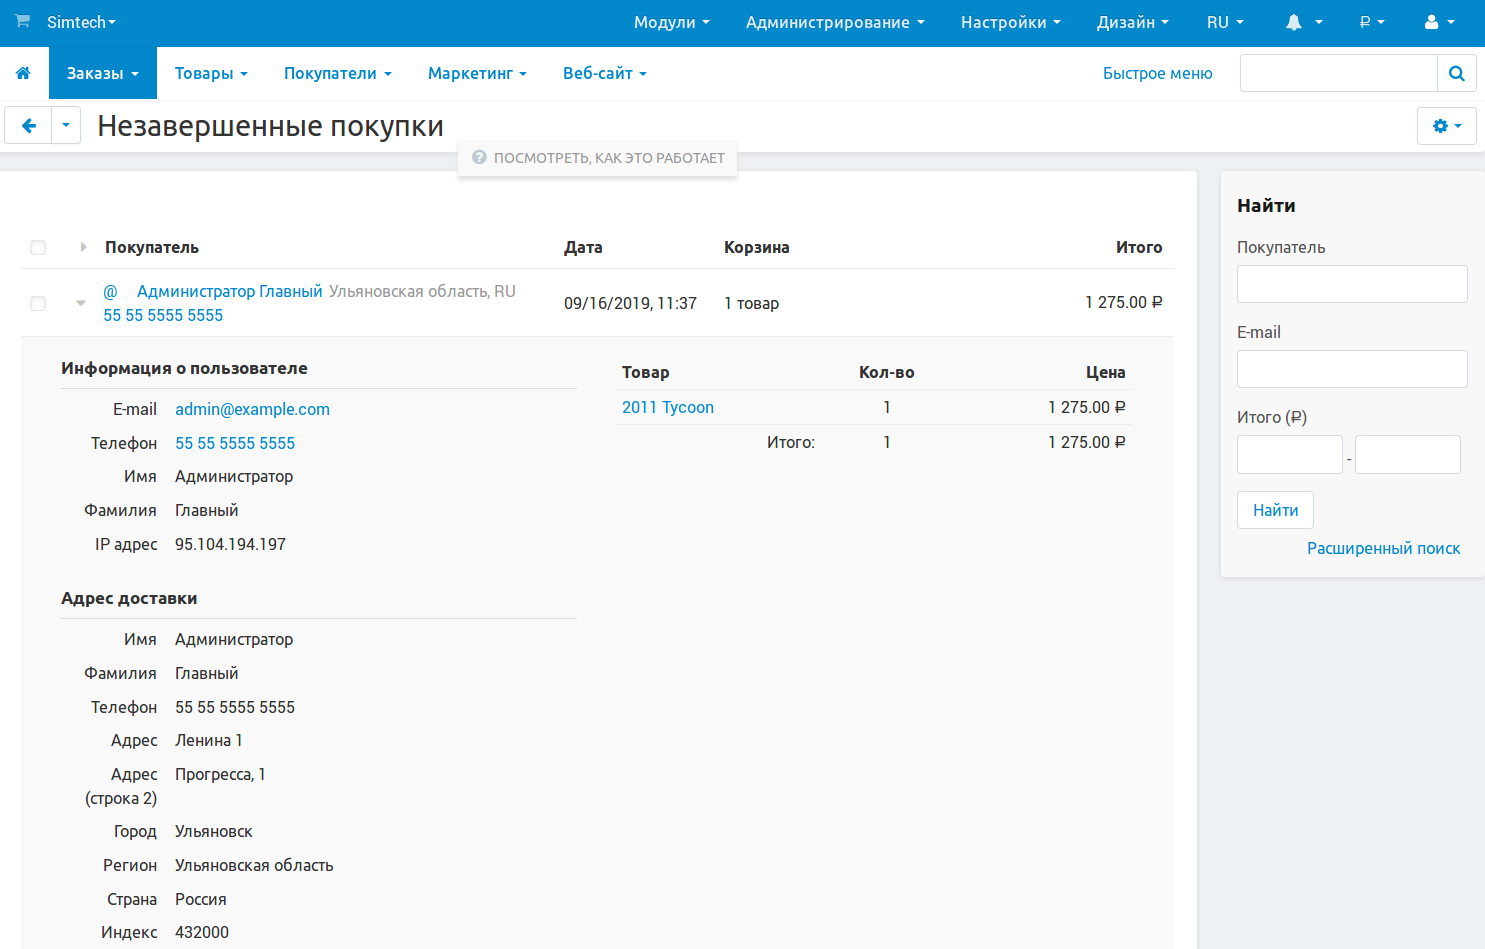 Simtech Модули Администрирование Настройки Дизайн RU ₽
Заказы Товары Покупатели Маркетинг Веб-сайт Быстрое меню
Незавершенные покупки
ПОСМОТРЕТЬ, КАК ЭТО РАБОТАЕТ
Покупатель Дата Корзина Итого
@ Администратор Главный Ульяновская область, RU
55 55 5555 5555
09/16/2019, 11:37 1 товар 1 275.00 ₽
Информация о пользователе
E-mail admin@example.com
Телефон 55 55 5555 5555
Имя Администратор
Фамилия Главный
IP адрес 95.104.194.197
Адрес доставки
Имя Администратор
Фамилия Главный
Телефон 55 55 5555 5555
Адрес Ленина 1
Адрес Прогресса, 1
(строка 2)
Город Ульяновск
Регион Ульяновская область
Страна Россия
Индекс 432000
Товар Кол-во Цена
2011 Tycoon 1 1 275.00 ₽
Итого: 1 1 275.00 ₽
Найти
Покупатель
E-mail
Итого (₽)
-
Найти
Расширенный поиск